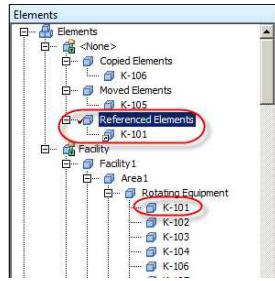 Elements
Elements
<None>
Copied Elements
K-106
Moved Elements
K-105
Referenced Elements
K-101
Facility
Facility1
Area1
Rotating Equipment
K-101
K-102
K-103
K-104
K-106